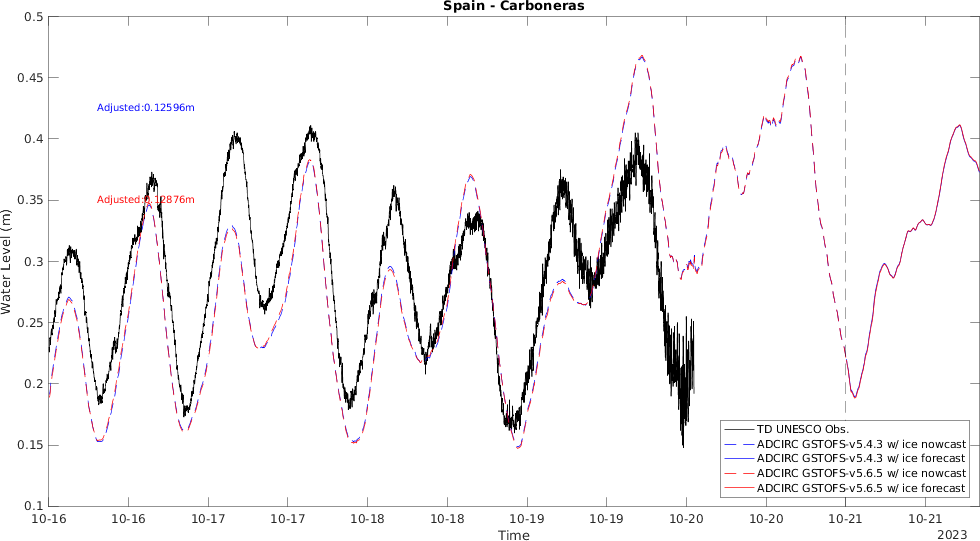 Spain - Carboneras
0.5
0.45
0.4
0.35
0.3
0.25
0.2
0.15
0.1
Water Level (m)
Adjusted:0.12596m
Adjusted:0.12876m
TD UNESCO Obs.
ADCIRC GSTOFS-v5.4.3 w/ ice nowcast
ADCIRC GSTOFS-v5.4.3 w/ ice forecast
ADCIRC GSTOFS-v5.6.5 w/ ice nowcast
ADCIRC GSTOFS-v5.6.5 w/ ice forecast
10-16 10-16 10-17 10-17 10-18 10-18 10-19 10-19 10-20 10-20 10-21 10-21
Time
2023